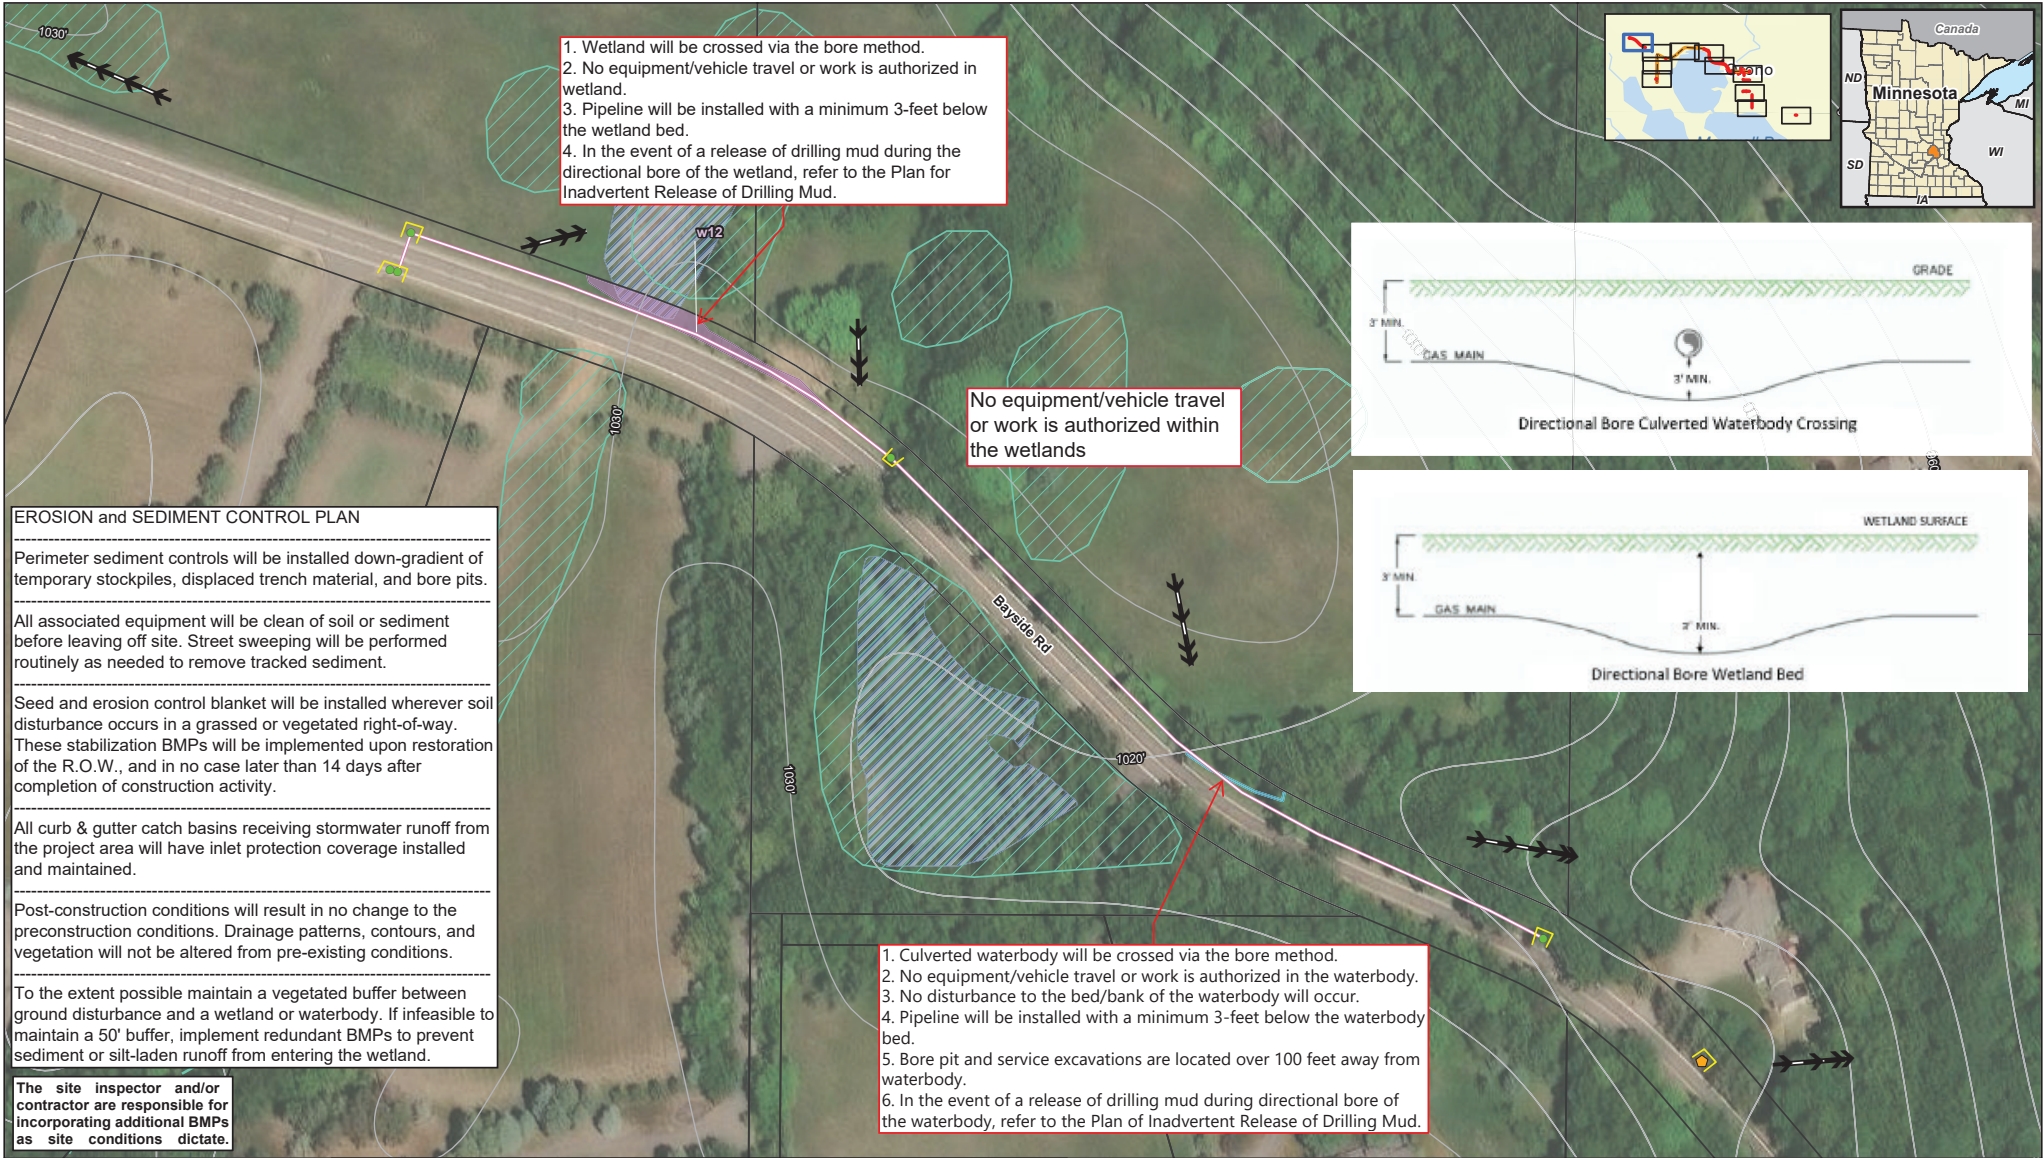 1030'
1. Wetland will be crossed via the bore method.
2. No equipment/vehicle travel or work is authorized in
wetland.
3. Pipeline will be installed with a minimum 3-feet below
the wetland bed.
4. In the event of a release of drilling mud during the
directional bore of the wetland, refer to the Plan for
Inadvertent Release of Drilling Mud.
w12
Canada
ND
Minnesota
MI
SD
WI
IA
GRADE
3' MIN.
GAS MAIN
3' MIN.
Directional Bore Culverted Waterbody Crossing
No equipment/vehicle travel
or work is authorized within
the wetlands
1030'
WETLAND SURFACE
3' MIN.
GAS MAIN
3' MIN.
Directional Bore Wetland Bed
EROSION and SEDIMENT CONTROL PLAN
Perimeter sediment controls will be installed down-gradient of
temporary stockpiles, displaced trench material, and bore pits.
All associated equipment will be clean of soil or sediment
before leaving off site. Street sweeping will be performed
routinely as needed to remove tracked sediment.
Seed and erosion control blanket will be installed wherever soil
disturbance occurs in a grassed or vegetated right-of-way.
These stabilization BMPs will be implemented upon restoration
of the R.O.W., and in no case later than 14 days after
completion of construction activity.
All curb & gutter catch basins receiving stormwater runoff from
the project area will have inlet protection coverage installed
and maintained.
Post-construction conditions will result in no change to the
preconstruction conditions. Drainage patterns, contours, and
vegetation will not be altered from pre-existing conditions.
To the extent possible maintain a vegetated buffer between
ground disturbance and a wetland or waterbody. If infeasible to
maintain a 50' buffer, implement redundant BMPs to prevent
sediment or silt-laden runoff from entering the wetland.
The site inspector and/or
contractor are responsible for
incorporating additional BMPs
as site conditions dictate.
Bayside Rd
1020'
1030'
1. Culverted waterbody will be crossed via the bore method.
2. No equipment/vehicle travel or work is authorized in the waterbody.
3. No disturbance to the bed/bank of the waterbody will occur.
4. Pipeline will be installed with a minimum 3-feet below the waterbody
bed.
5. Bore pit and service excavations are located over 100 feet away from
waterbody.
6. In the event of a release of drilling mud during directional bore of
the waterbody, refer to the Plan of Inadvertent Release of Drilling Mud.